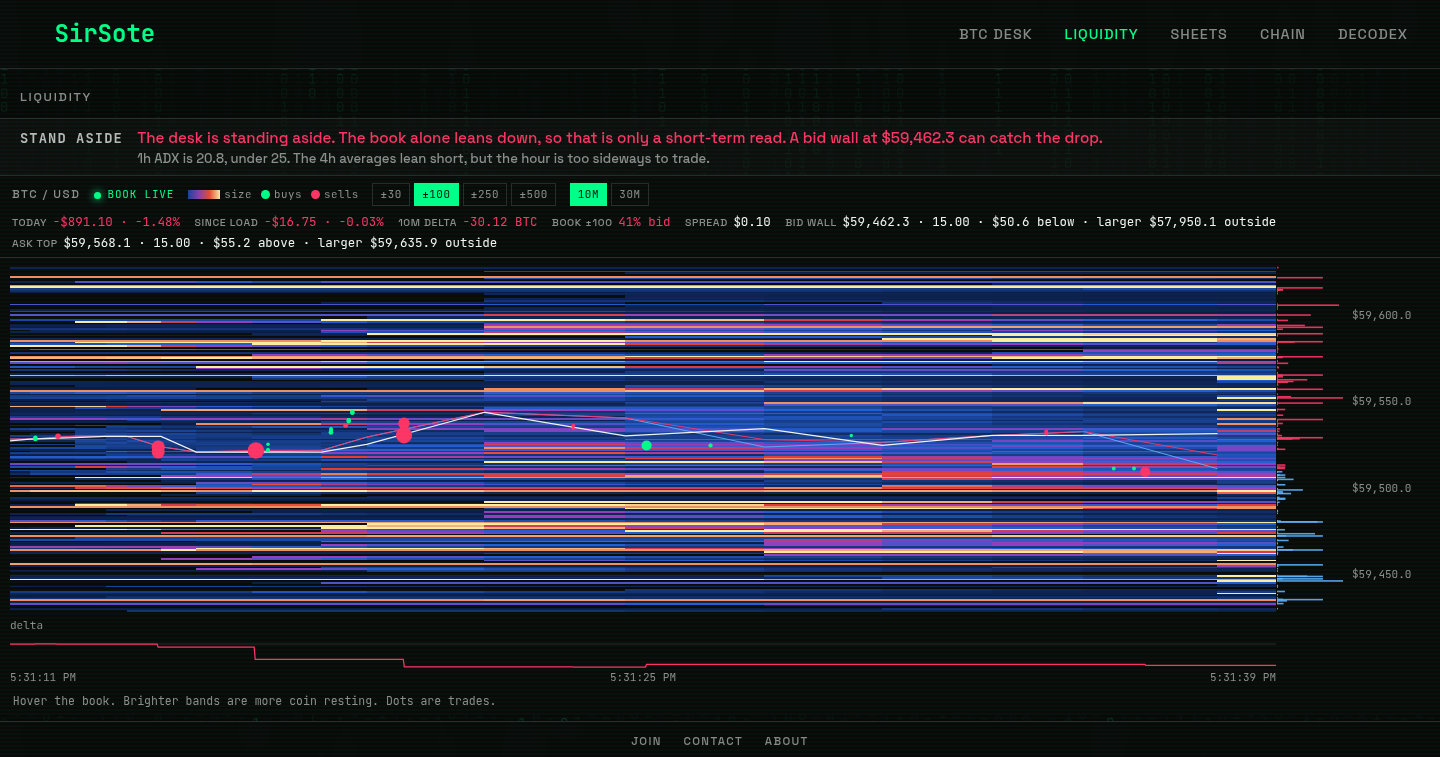 SirSote
BTC DESK LIQUIDITY SHEETS CHAIN DECODEX
LIQUIDITY
STAND ASIDE The desk is standing aside. The book alone leans down, so that is only a short-term read. A bid wall at $59,462.3 can catch the drop.
1h ADX is 20.8, under 25. The 4h averages lean short, but the hour is too sideways to trade.
BTC / USD BOOK LIVE size buys sells ±30 ±100 ±250 ±500 10M 30M
TODAY -$891.10 · -1.48% SINCE LOAD -$16.75 · -0.03% 10M DELTA -30.12 BTC BOOK ±100 41% bid SPREAD $0.10 BID WALL $59,462.3 · 15.00 · $50.6 below · larger $57,950.1 outside
ASK TOP $59,568.1 · 15.00 · $55.2 above · larger $59,635.9 outside
$59,600.0
$59,550.0
$59,500.0
$59,450.0
delta
5:31:11 PM 5:31:25 PM 5:31:39 PM
Hover the book. Brighter bands are more coin resting. Dots are trades.
JOIN CONTACT ABOUT